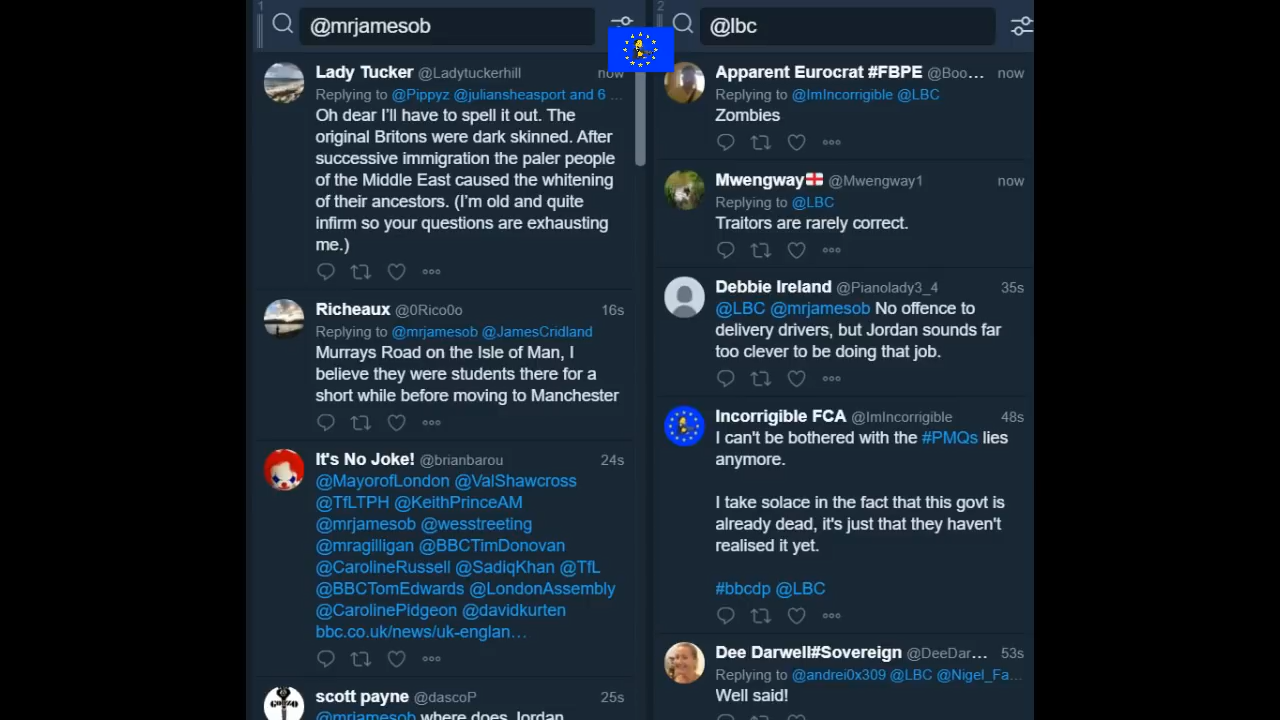 1
@mrjamesob
Lady Tucker @Ladytuckerhill now
Replying to @Pippyz @juliansheasport and 6 ...
Oh dear I'll have to spell it out. The
original Britons were dark skinned. After
successive immigration the paler people
of the Middle East caused the whitening
of their ancestors. (I'm old and quite
infirm so your questions are exhausting
me.)
Richeaux @0Rico0o 16s
Replying to @mrjamesob @JamesCridland
Murrays Road on the Isle of Man, I
believe they were students there for a
short while before moving to Manchester
It's No Joke! @brianbarou 24s
@MayorofLondon @ValShawcross
@TfLTPH @KeithPrinceAM
@mrjamesob @wesstreeting
@mragilligan @BBCTimDonovan
@CarolineRussell @SadiqKhan @TfL
@BBCTomEdwards @LondonAssembly
@CarolinePidgeon @davidkurten
bbc.co.uk/news/uk-englan…
scott payne @dascoP 25s
@mrjamesob where does Jordan
2
@lbc
Apparent Eurocrat #FBPE @Boo... now
Replying to @ImIncorrigible @LBC
Zombies
Mwengway @Mwengway1 now
Replying to @LBC
Traitors are rarely correct.
Debbie Ireland @Pianolady3_4 35s
@LBC @mrjamesob No offence to
delivery drivers, but Jordan sounds far
too clever to be doing that job.
Incorrigible FCA @ImIncorrigible 48s
I can't be bothered with the #PMQs lies
anymore.
I take solace in the fact that this govt is
already dead, it's just that they haven't
realised it yet.
#bbcdp @LBC
Dee Darwell#Sovereign @DeeDar... 53s
Replying to @andrei0x309 @LBC @Nigel_Fa...
Well said!